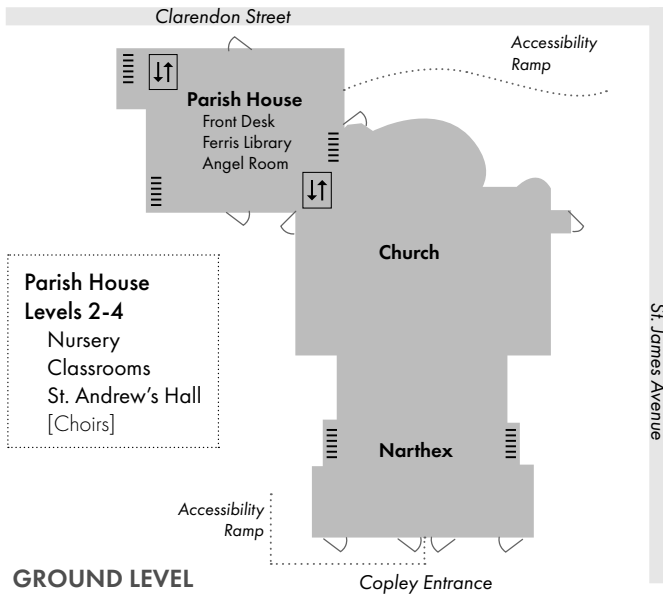 Clarendon Street
Accessibility
Ramp
Parish House
Front Desk
Ferris Library
Angel Room
Church
Parish House
Levels 2-4
Nursery
Classrooms
St. Andrew’s Hall
[Choirs]
St. James Avenue
Narthex
Accessibility
Ramp
GROUND LEVEL
Copley Entrance